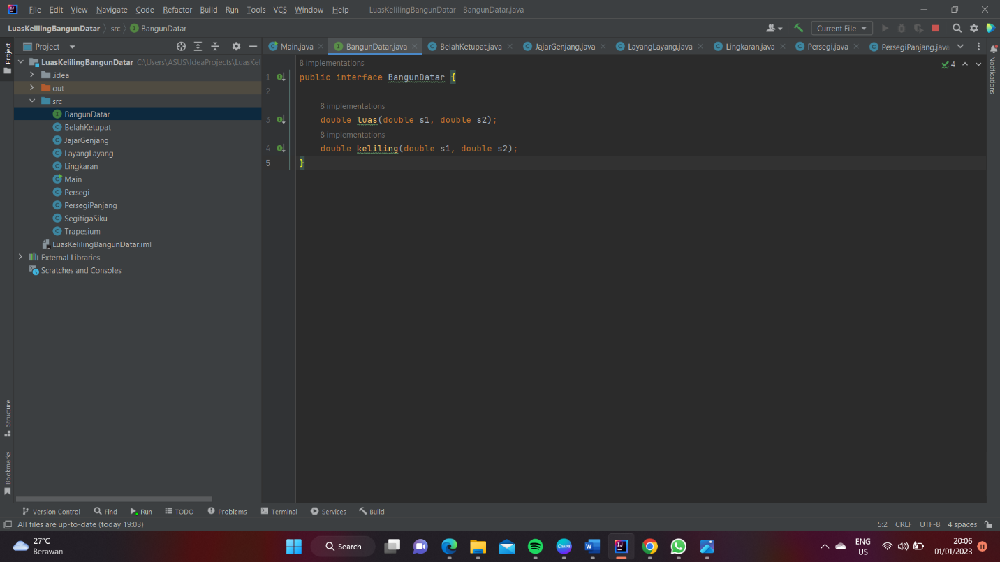 File Edit View Navigate Code Refactor Build Run Tools VCS Window Help LuasKelilingBangunDatar - BangunDatar.java
LuasKelilingBangunDatar src BangunDatar Current File
Project Project Main.java BangunDatar.java BelahKetupat.java JajarGenjang.java LayangLayang.java Lingkaran.java Persegi.java PersegiPanjang.java
LuasKelilingBangunDatar C:\Users\ASUS\IdeaProjects\LuasKel
.idea
out
src
BangunDatar
BelahKetupat
JajarGenjang
LayangLayang
Lingkaran
Main
Persegi
PersegiPanjang
SegitigaSiku
Trapesium
LuasKelilingBangunDatar.iml
External Libraries
Scratches and Consoles
8 implementations
1 public interface BangunDatar {
2
8 implementations
3 double luas(double s1, double s2);
8 implementations
4 double keliling(double s1, double s2);
5 }
4
Notifications
Structure
Bookmarks
Version Control Find Run TODO Problems Terminal Services Build
All files are up-to-date (today 19:03) 5:2 CRLF UTF-8 4 spaces
27°C
Berawan
Search
ENG
US
20:06
01/01/2023
11